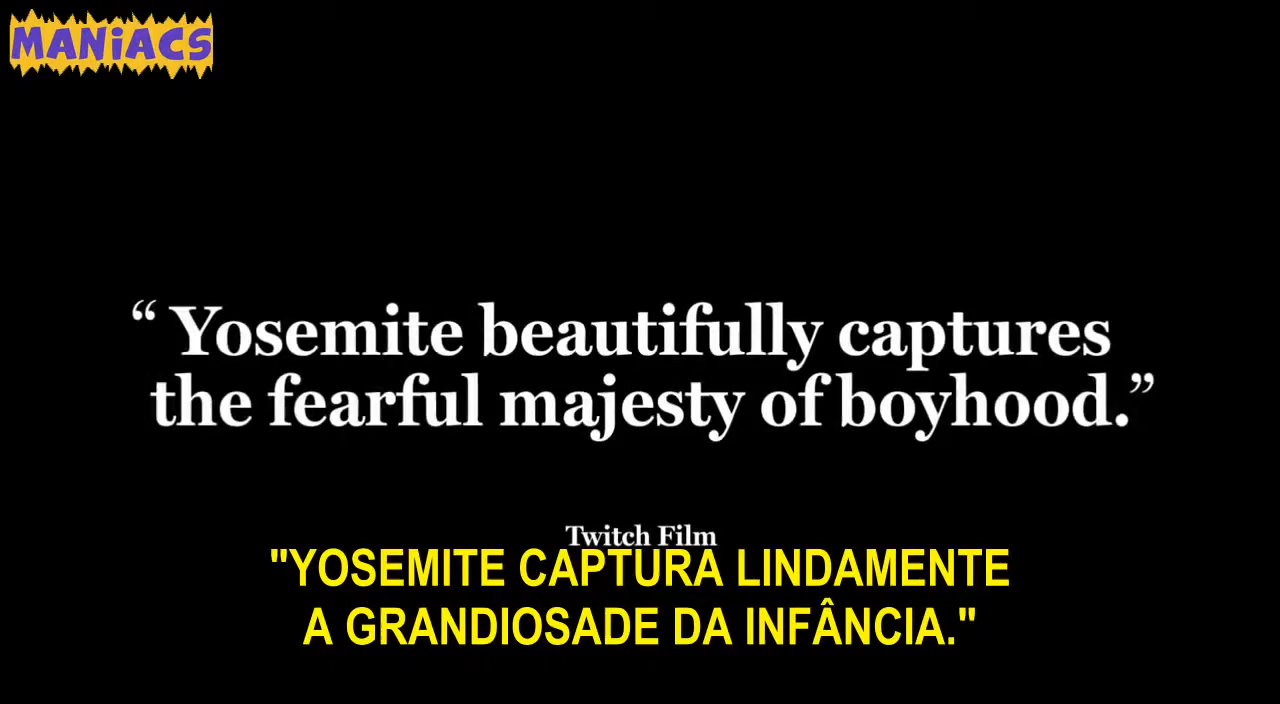 MANiACS
“ Yosemite beautifully captures
the fearful majesty of boyhood.”
Twitch Film
"YOSEMITE CAPTURA LINDAMENTE
A GRANDIOSADE DA INFÂNCIA."